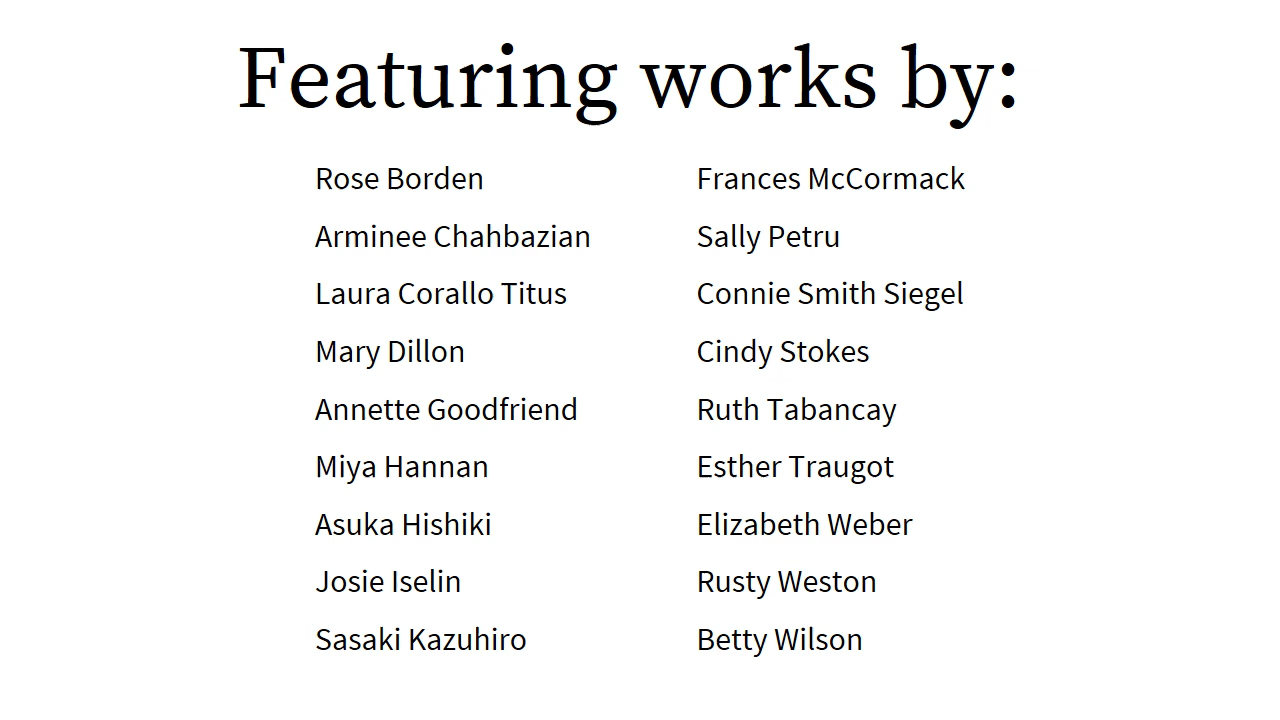 Featuring works by:
Rose Borden
Arminee Chahbazian
Laura Corallo Titus
Mary Dillon
Annette Goodfriend
Miya Hannan
Asuka Hishiki
Josie Iselin
Sasaki Kazuhiro
Frances McCormack
Sally Petru
Connie Smith Siegel
Cindy Stokes
Ruth Tabancay
Esther Traugot
Elizabeth Weber
Rusty Weston
Betty Wilson